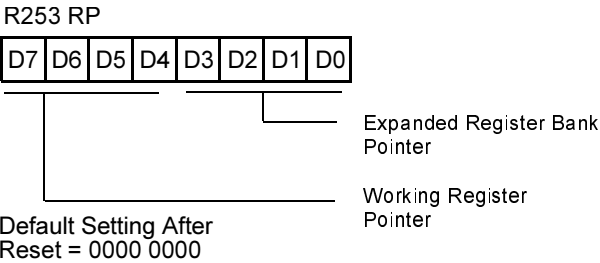 R253 RP
D7 D6 D5 D4 D3 D2 D1 D0
Expanded Register Bank
Pointer
Working Register
Pointer
Default Setting After
Reset = 0000 0000